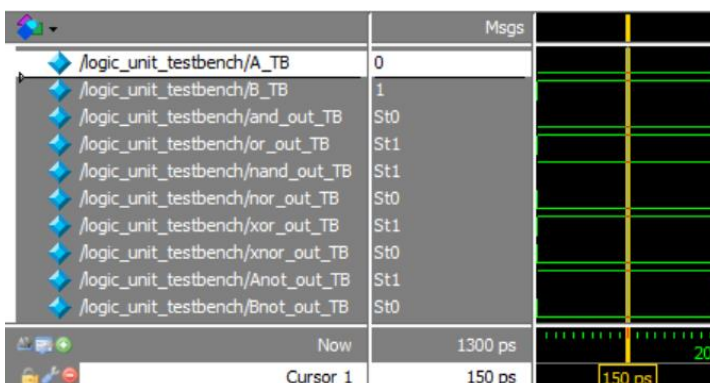 Msgs
/logic_unit_testbench/A_TB 0
/logic_unit_testbench/B_TB 1
/logic_unit_testbench/and_out_TB St0
/logic_unit_testbench/or_out_TB St1
/logic_unit_testbench/nand_out_TB St1
/logic_unit_testbench/nor_out_TB St0
/logic_unit_testbench/xor_out_TB St1
/logic_unit_testbench/xnor_out_TB St0
/logic_unit_testbench/Anot_out_TB St1
/logic_unit_testbench/Bnot_out_TB St0
Now 1300 ps
20
Cursor 1 150 ps 150 ps